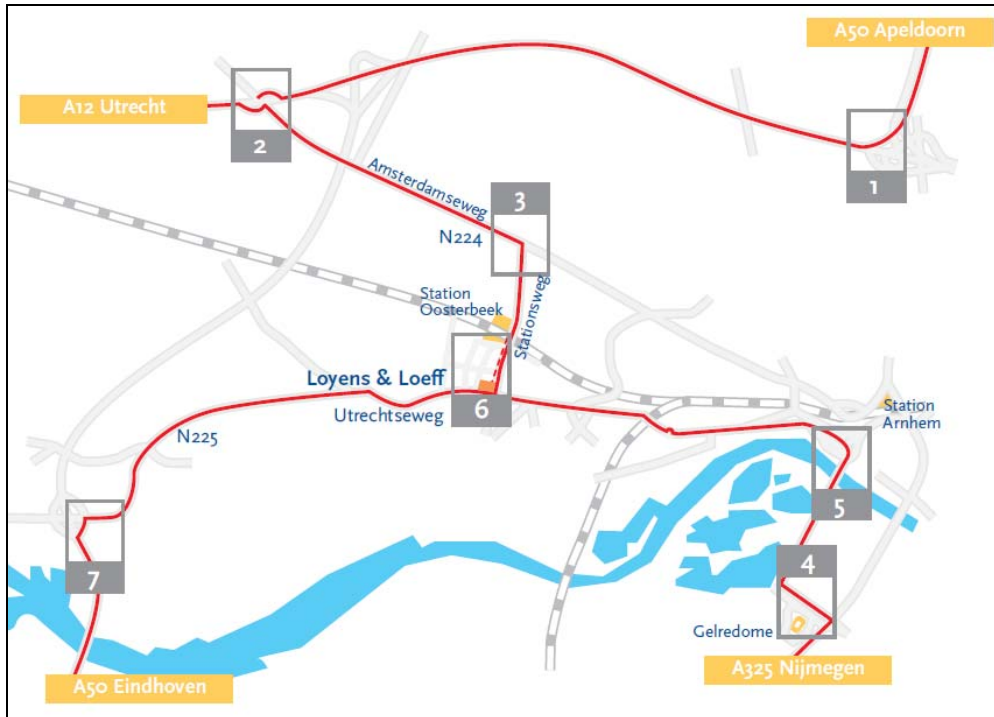 A50 Apeldoorn
A12 Utrecht
2
1
Amsterdamseweg
3
N224
Station
Oosterbeek
Stationsweg
Loyens & Loeff
6
Utrechtseweg
Station
Arnhem
N225
5
4
7
Gelredome
A325 Nijmegen
A50 Eindhoven